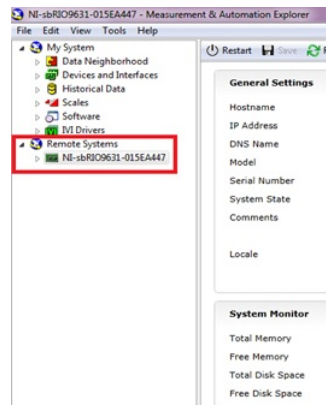 NI-sbRIO9631-015EA447 - Measurement & Automation Explorer
File Edit View Tools Help
My System
Data Neighborhood
Devices and Interfaces
Historical Data
Scales
Software
IVI Drivers
Remote Systems
NI-sbRIO9631-015EA447
Restart Save
General Settings
Hostname
IP Address
DNS Name
Model
Serial Number
System State
Comments
Locale
System Monitor
Total Memory
Free Memory
Total Disk Space
Free Disk Space